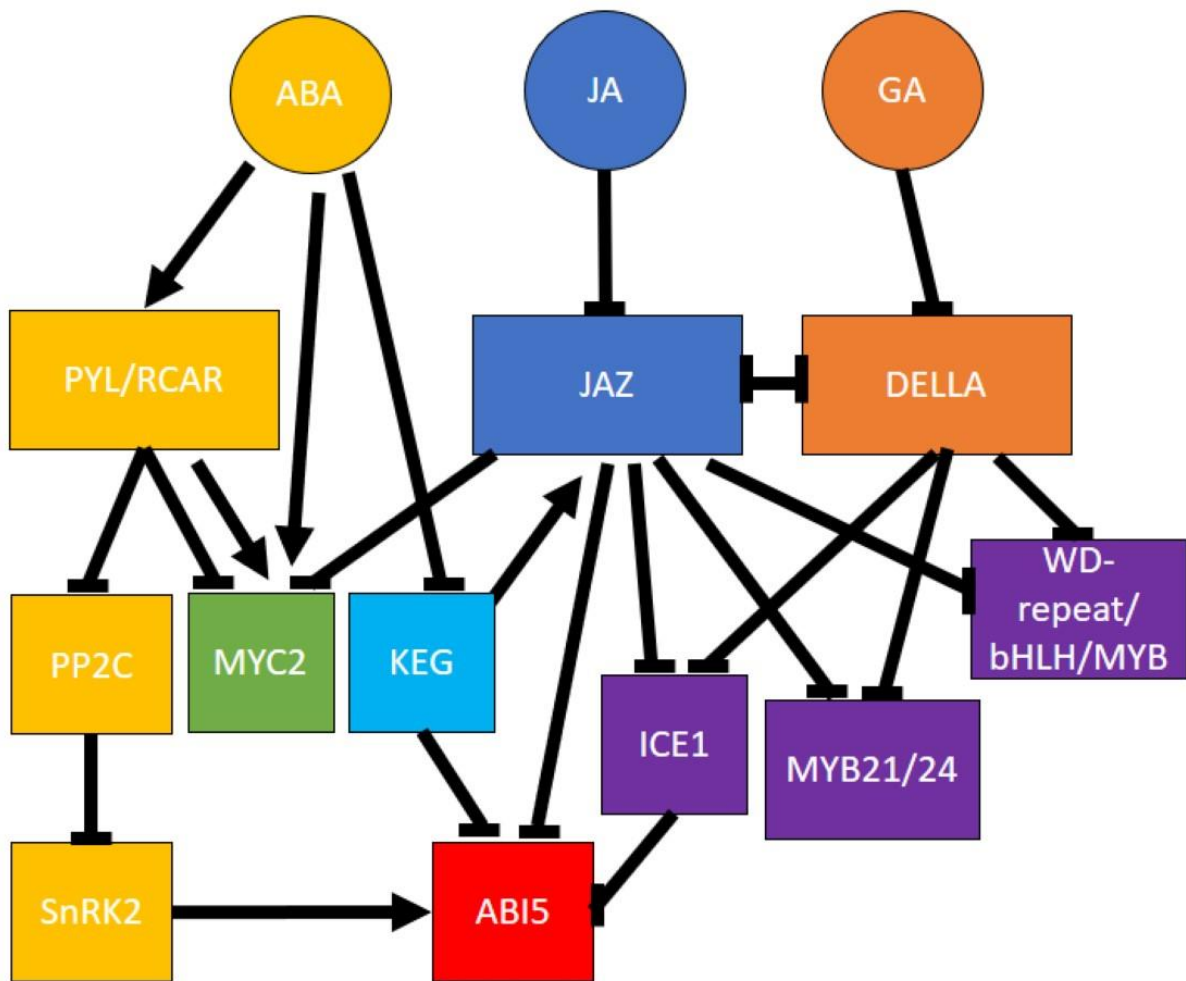 ABA
JA
GA
PYL/RCAR
JAZ
DELLA
PP2C
MYC2
KEG
ICE1
MYB21/24
WD-
repeat/
bHLH/MYB
SnRK2
ABI5